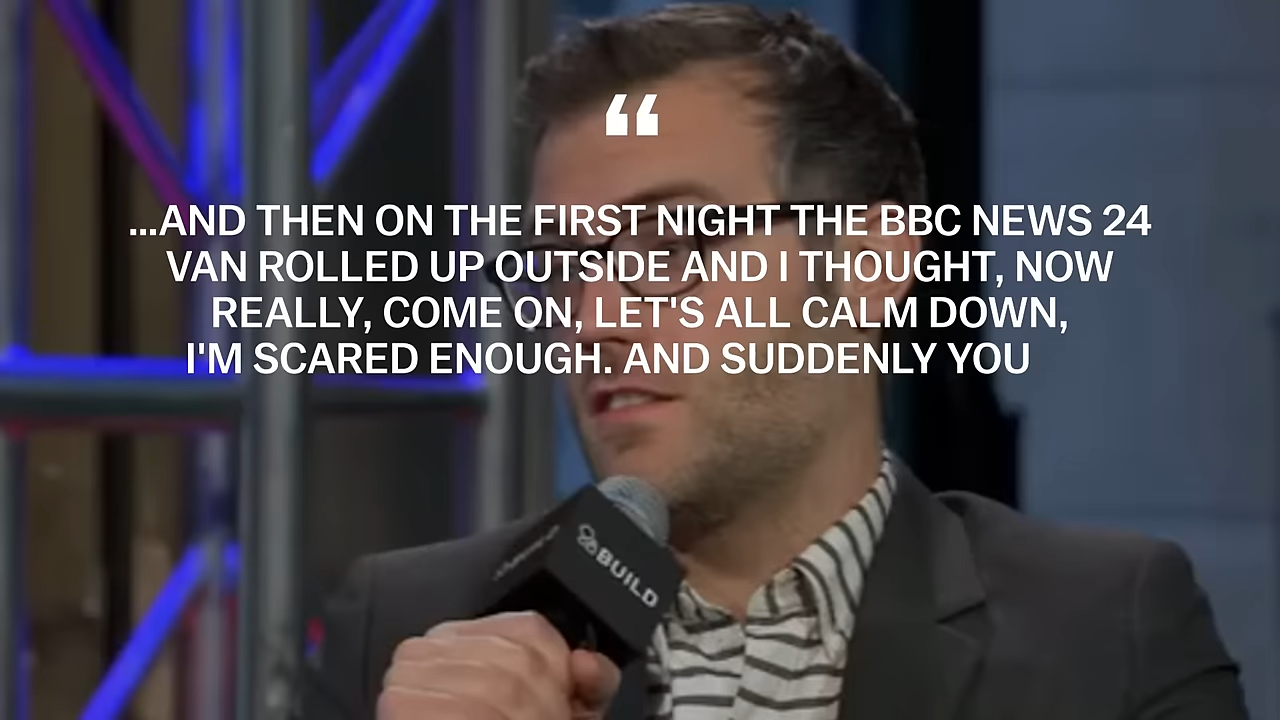 “
...AND THEN ON THE FIRST NIGHT THE BBC NEWS 24
VAN ROLLED UP OUTSIDE AND I THOUGHT, NOW
REALLY, COME ON, LET'S ALL CALM DOWN,
I'M SCARED ENOUGH. AND SUDDENLY YOU
BUILD